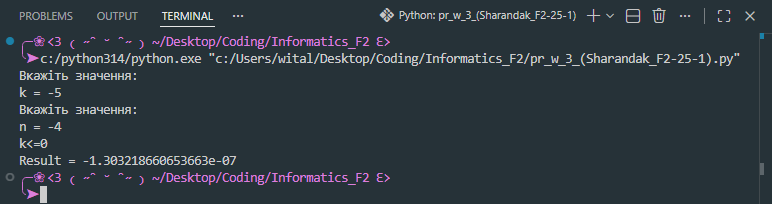 PROBLEMS OUTPUT TERMINAL PORTS Python: pr_w_3_(Sharandak_F2-25-1)
<3 ( ~ˆ ᵕ ˆ~ ) ~/Desktop/Coding/Informatics_F2 Ɛ>
c:/python314/python.exe "c:/Users/wital/Desktop/Coding/Informatics_F2/pr_w_3_(Sharandak_F2-25-1).py"
Вкажіть значення:
k = -5
Вкажіть значення:
n = -4
k<=0
Result = -1.303218660653663e-07
<3 ( ~ˆ ᵕ ˆ~ ) ~/Desktop/Coding/Informatics_F2 Ɛ>